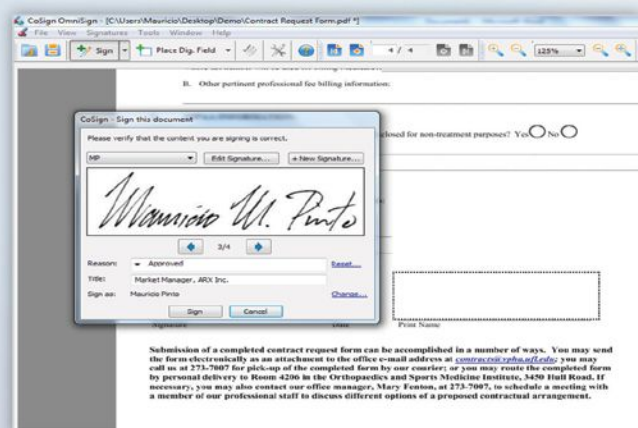 CoSign OmniSign - [C:\Users\Mauricio\Desktop\Demo\Contract Request Form.pdf *]
File View Signatures Tools Window Help
Sign Place Dig. Field 4 / 4 125%
B. Other pertinent professional fee billing information:
CoSign - Sign this document
Please verify that the content you are signing is correct.
closed for non-treatment purposes? Yes No
MP Edit Signature... + New Signature...
Mauricio M. Pinto
3/4
Reason: Approved Reset...
Title: Market Manager, ARX Inc.
Sign as: Mauricio Pinto Change...
Sign Cancel
Signature Date Print Name
Submission of a completed contract request form can be accomplished in a number of ways. You may send
the form electronically as an attachment to the office e-mail address at contracts@vpha.ufl.edu; you may
call us at 273-7007 for pick-up of the completed form by our courier; or you may route the completed form
by personal delivery to Room 4206 in the Orthopaedics and Sports Medicine Institute, 3450 Hull Road. If
necessary, you may also contact our office manager, Mary Fenton, at 273-7007, to schedule a meeting with
a member of our professional staff to discuss different options of a proposed contractual arrangement.